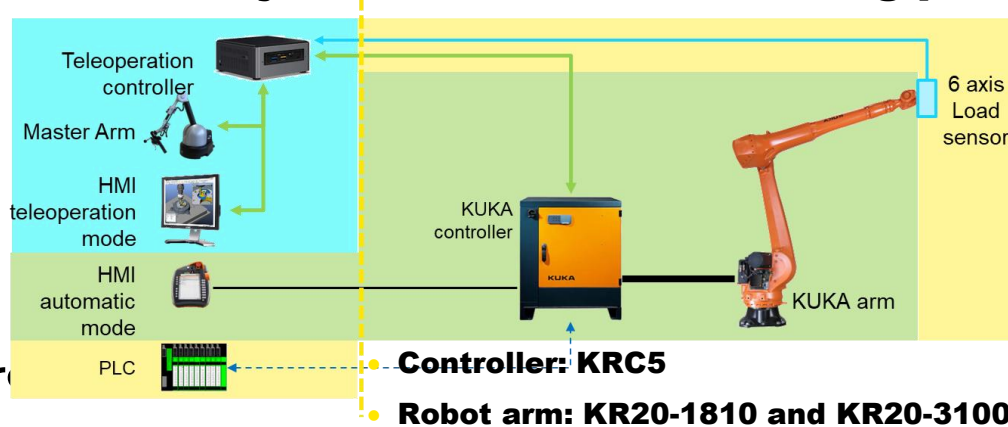 Teleoperation
controller
Master Arm
HMI
teleoperation
mode
HMI
automatic
mode
PLC
KUKA
controller
KUKA
KUKA arm
6 axis
Load
sensor
Controller: KRC5
Robot arm: KR20-1810 and KR20-3100